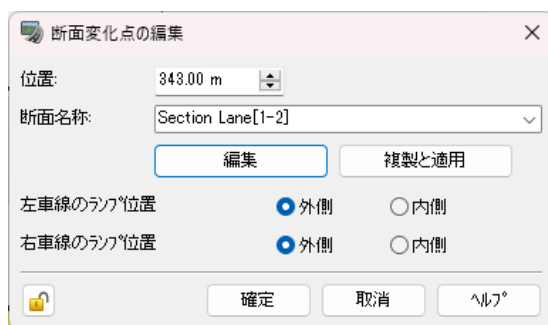 断面変化点の編集
位置: 343.00 m
断面名称: Section Lane[1-2]
編集 複製と適用
左車線のﾗﾝﾌﾟ位置 外側 内側
右車線のﾗﾝﾌﾟ位置 外側 内側
確定 取消 ﾍﾙﾌﾟ